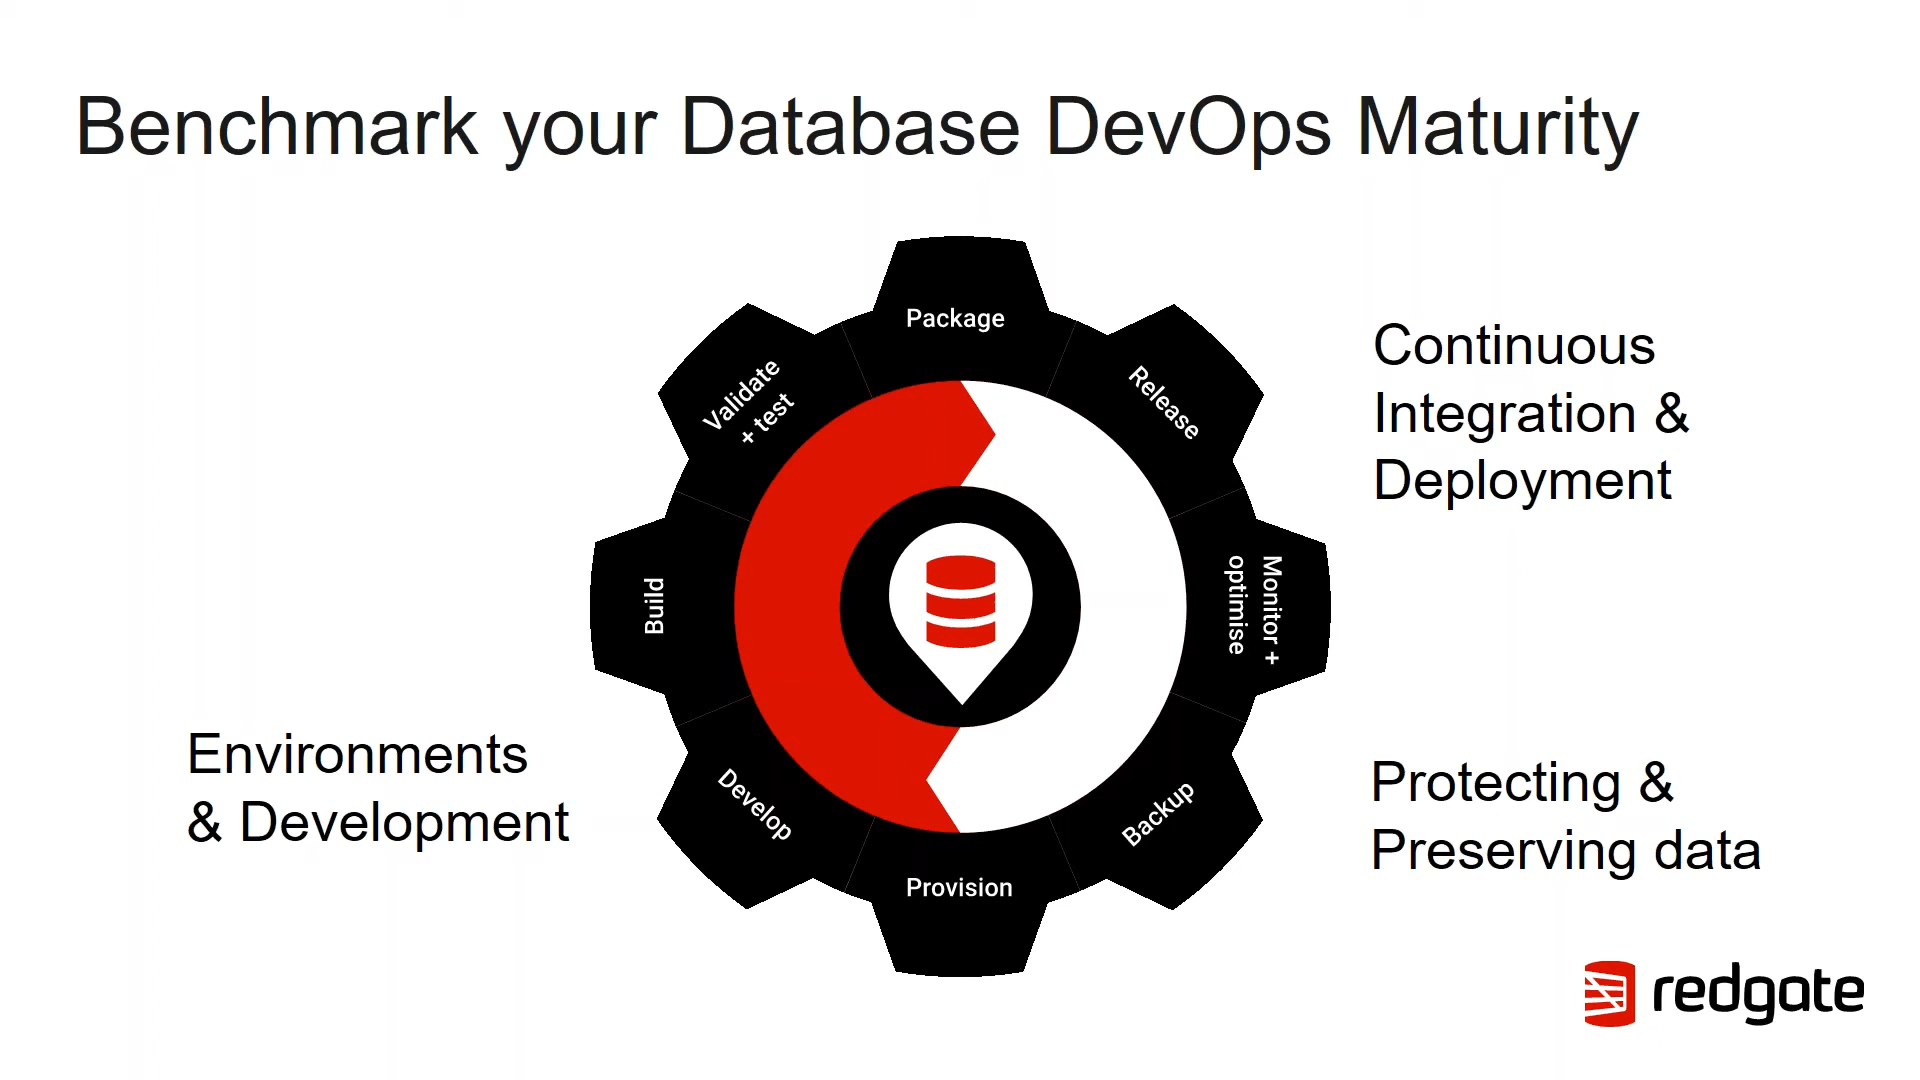 Benchmark your Database DevOps Maturity
Package
Release
Monitor +
optimise
Backup
Provision
Develop
Build
Validate
+ test
Continuous
Integration &
Deployment
Environments
& Development
Protecting &
Preserving data
redgate